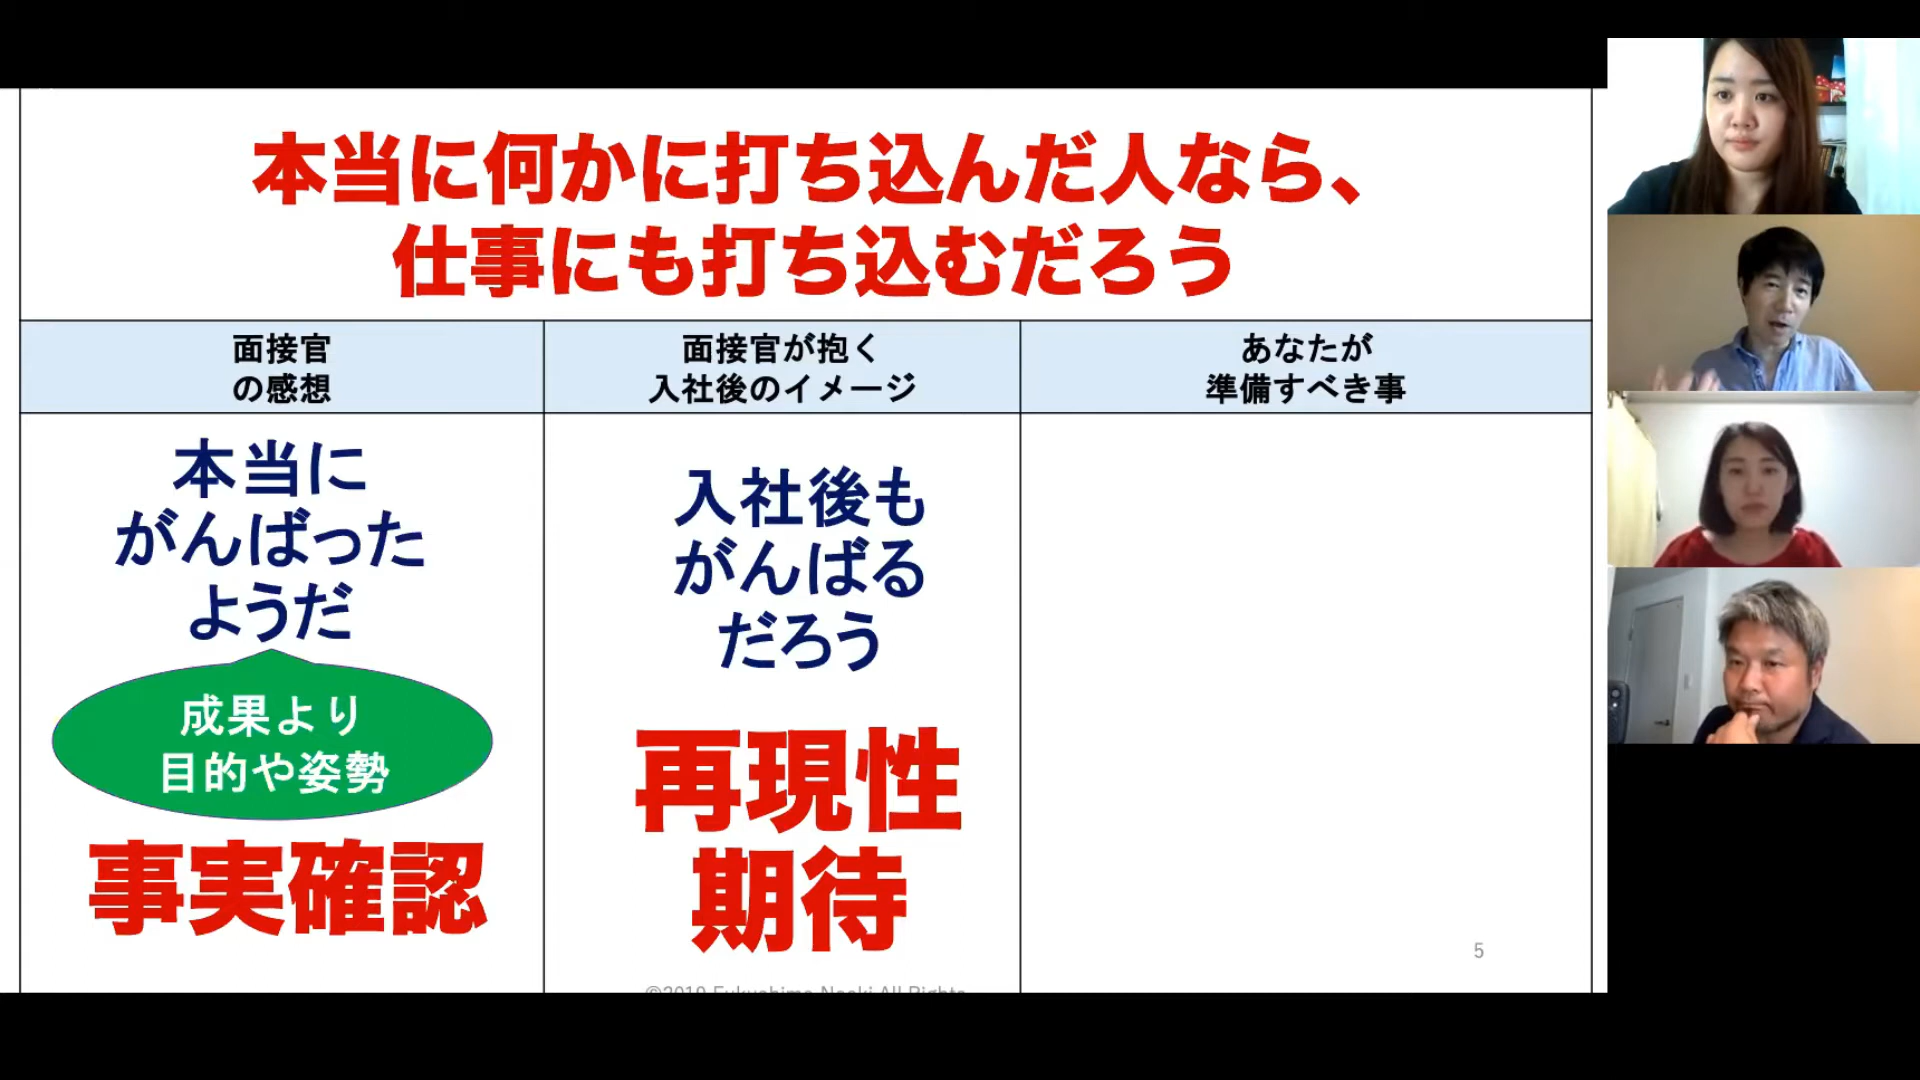 本当に何かに打ち込んだ人なら、
仕事にも打ち込むだろう
面接官
の感想
面接官が抱く
入社後のイメージ
あなたが
準備すべき事
本当に
がんばった
ようだ
成果より
目的や姿勢
事実確認
入社後も
がんばる
だろう
再現性
期待
5
©2019 Fukushima Naoki All Rights